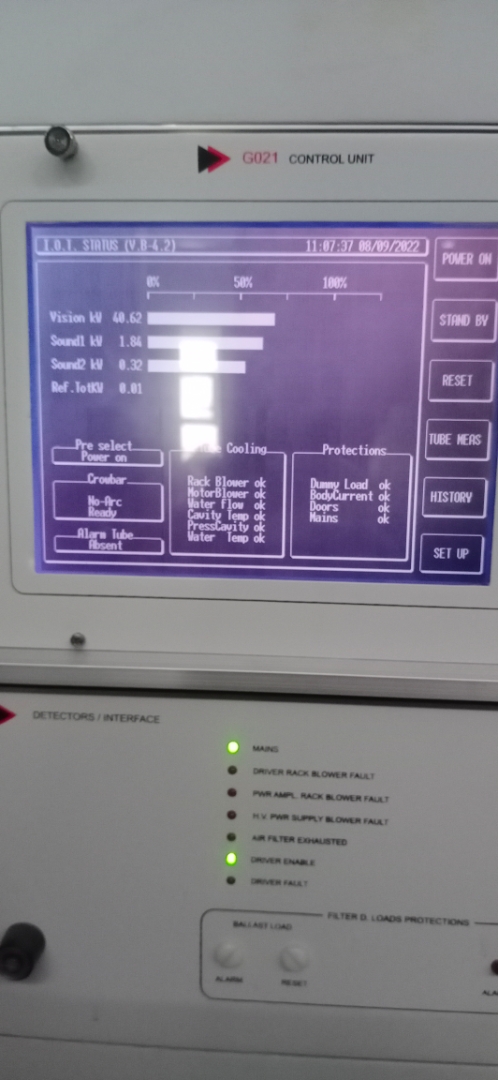 G021 CONTROL UNIT
I.O.T. STATUS (V.8-4.2) 11:07:37 08/09/2022
POWER ON
0% 50% 100%
Vision kW 40.62
STAND BY
Sound1 kW 1.84
Sound2 kW 0.32
Ref.TotKW 0.01
RESET
TUBE MEAS
Pre select
Power on
Cooling
Protections
Crowbar
No-Arc
Ready
Rack Blower ok
MotorBlower ok
Water Flow ok
Cavity Temp ok
PressCavity ok
Water Temp ok
Dummy Load ok
BodyCurrent ok
Doors ok
Mains ok
HISTORY
Alarm Tube
Absent
SET UP
DETECTORS / INTERFACE
MAINS
DRIVER RACK BLOWER FAULT
PWR AMPL. RACK BLOWER FAULT
H.V. PWR SUPPLY BLOWER FAULT
AIR FILTER EXHAUSTED
DRIVER ENABLE
DRIVER FAULT
FILTER D. LOADS PROTECTIONS
BALLAST LOAD
ALARM RESET